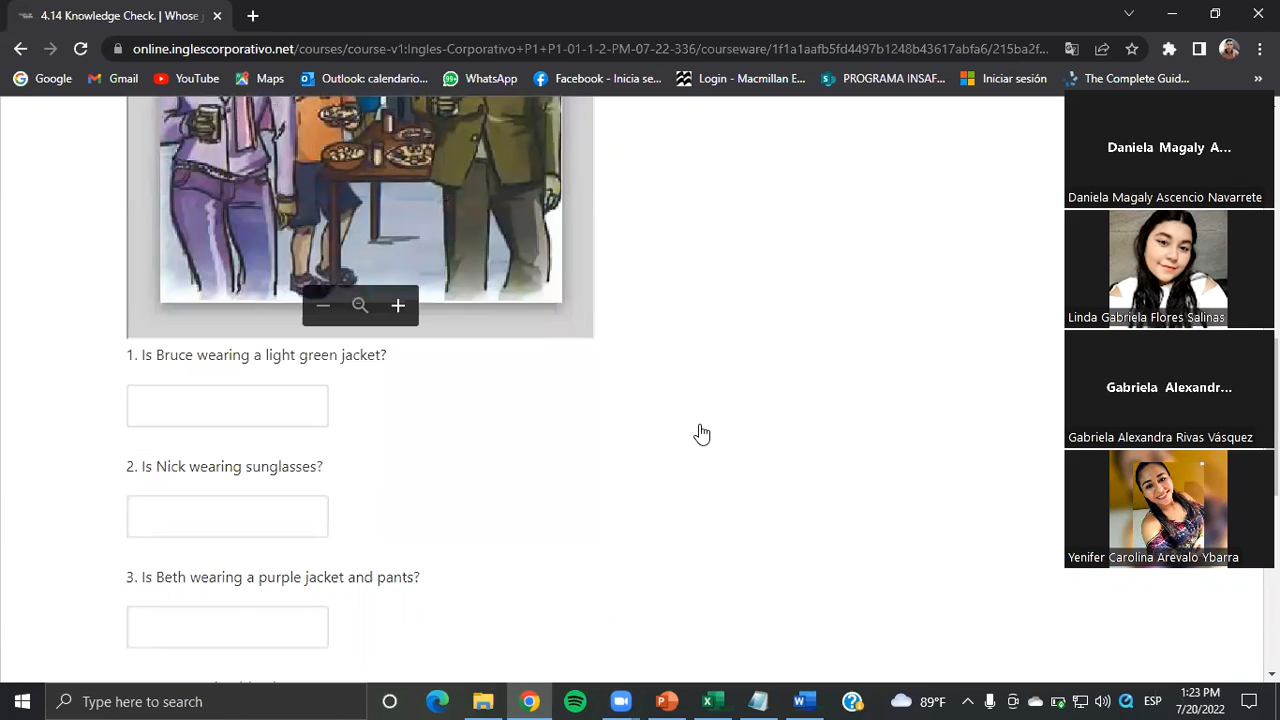 4.14 Knowledge Check. | Whose
online.inglescorporativo.net/courses/course-v1:Ingles-Corporativo+P1+P1-01-1-2-PM-07-22-336/courseware/1f1a1aafb5fd4497b1248b43617abfa6/215ba2f...
Google Gmail YouTube Maps Outlook: calendario... 99 WhatsApp Facebook - Inicia se... Login - Macmillan E... PROGRAMA INSAF... Iniciar sesión The Complete Guid... »
Daniela Magaly A...
Daniela Magaly Ascencio Navarrete
Linda Gabriela Flores Salinas
Gabriela Alexandr...
Gabriela Alexandra Rivas Vásquez
Yenifer Carolina Arevalo Ybarra
1. Is Bruce wearing a light green jacket?
2. Is Nick wearing sunglasses?
3. Is Beth wearing a purple jacket and pants?
Type here to search
89°F
ESP
1:23 PM
7/20/2022